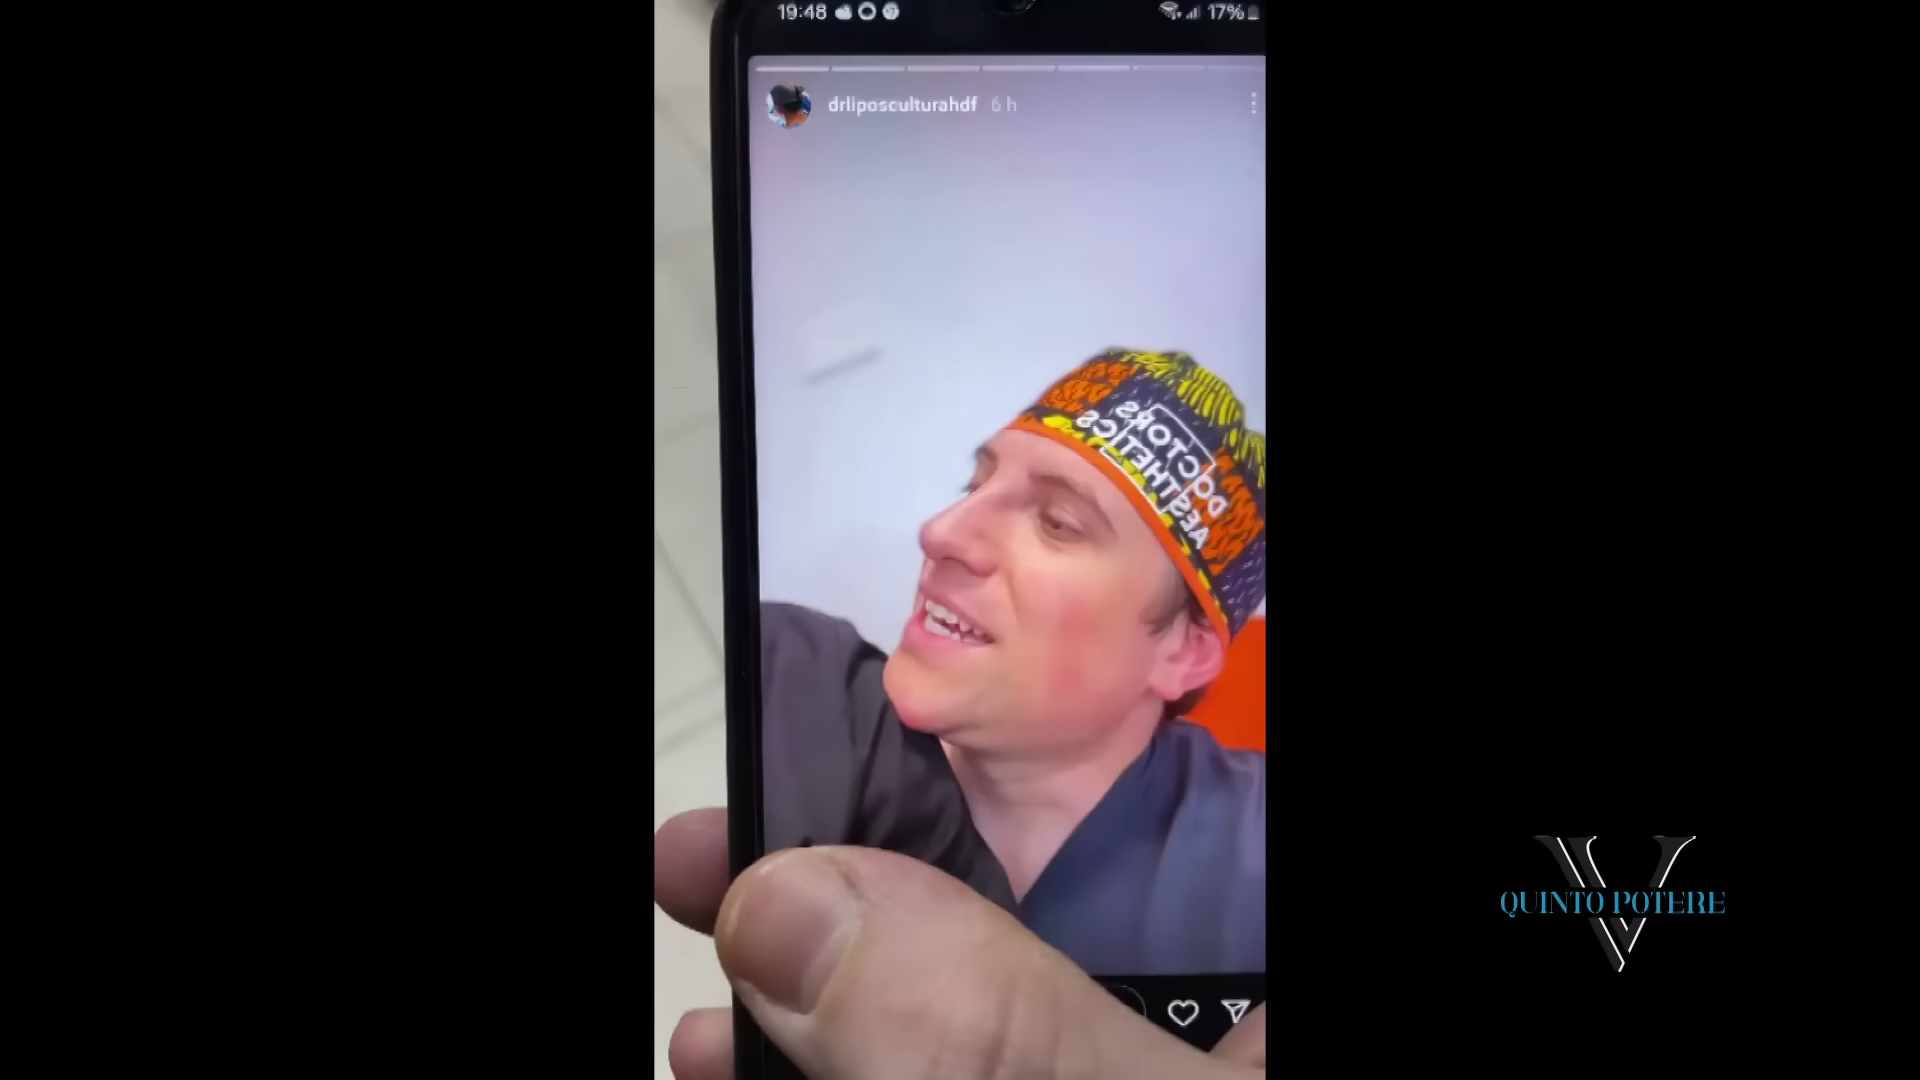 19:48
17%
drliposculturahdf 6 h
DOCTORS
AESTHETICS
QUINTO POTERE